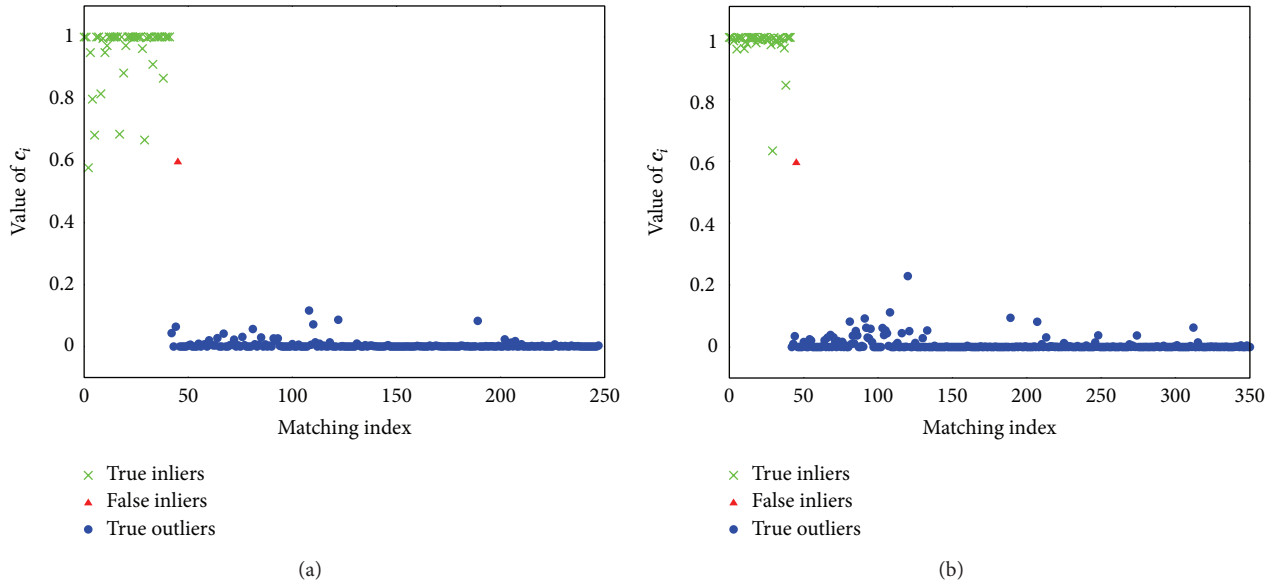 1
0.8
0.6
0.4
0.2
0
Value of c_i
0 50 100 150 200 250
Matching index
True inliers
False inliers
True outliers
(a)
1
0.8
0.6
0.4
0.2
0
Value of c_i
0 50 100 150 200 250 300 350
Matching index
True inliers
False inliers
True outliers
(b)